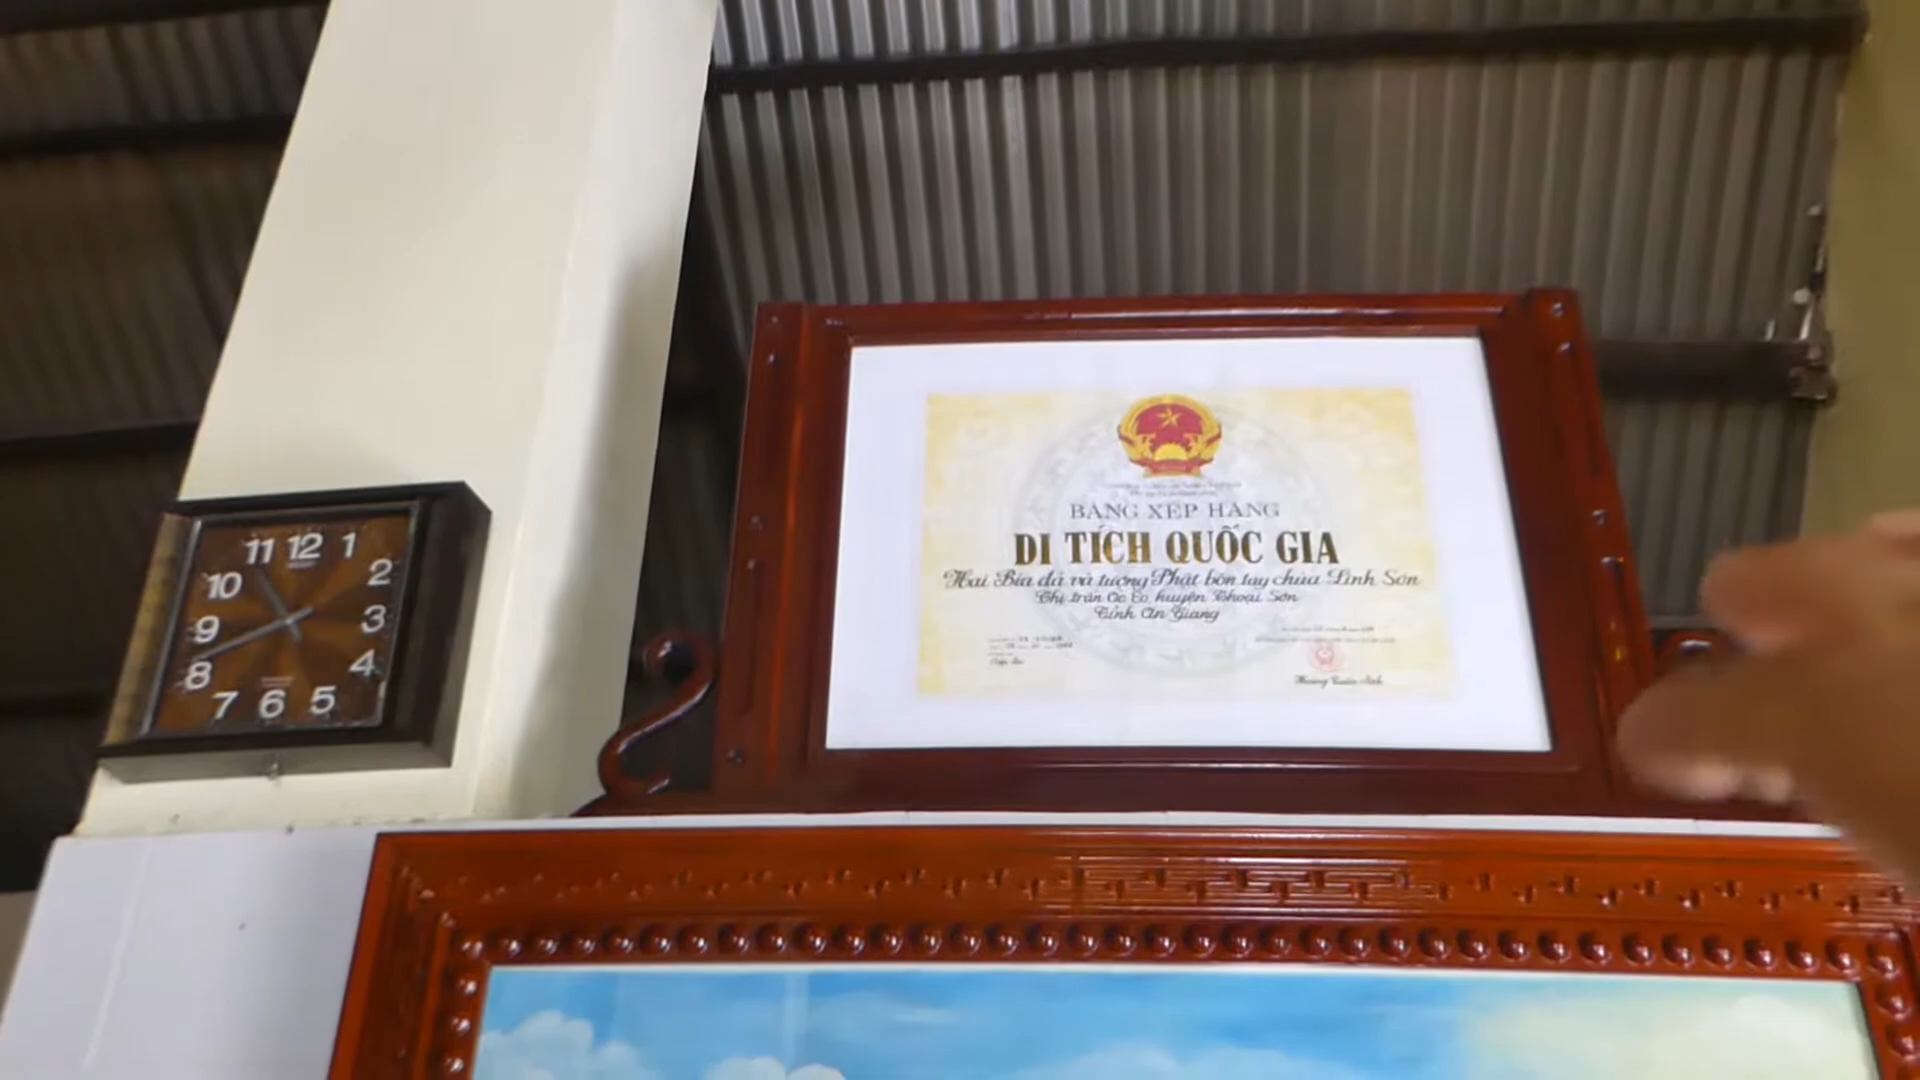 11 12 1
10 2
9 3
8 4
7 6 5
BẰNG XẾP HẠNG
DI TÍCH QUỐC GIA
Hai Bia đá và tượng Phật bốn tay chùa Linh Sơn
Thị trấn Óc Eo, huyện Thoại Sơn
Tỉnh An Giang